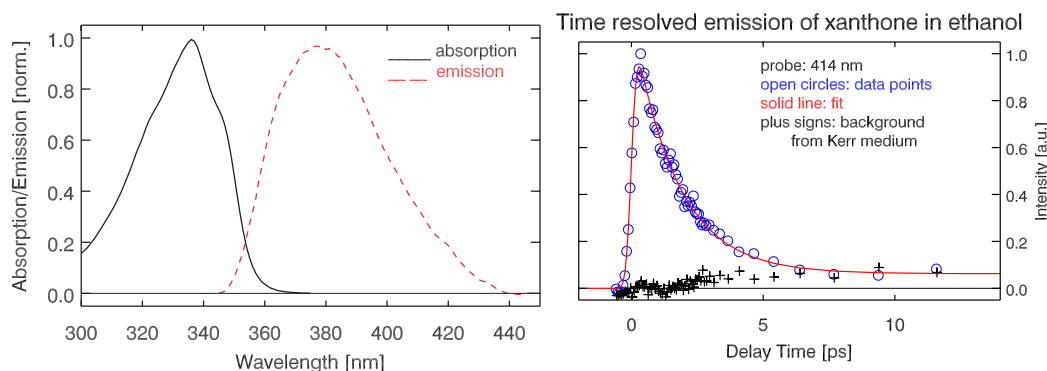 Absorption/Emission [norm.]
1.0
0.8
0.6
0.4
0.2
0.0
absorption
emission
300
320
340
360
380
400
420
440
Wavelength [nm]
Time resolved emission of xanthone in ethanol
probe: 414 nm
open circles: data points
solid line: fit
plus signs: background
from Kerr medium
1.0
0.8
0.6
0.4
0.2
0.0
Intensity [a.u.]
0
5
10
Delay Time [ps]